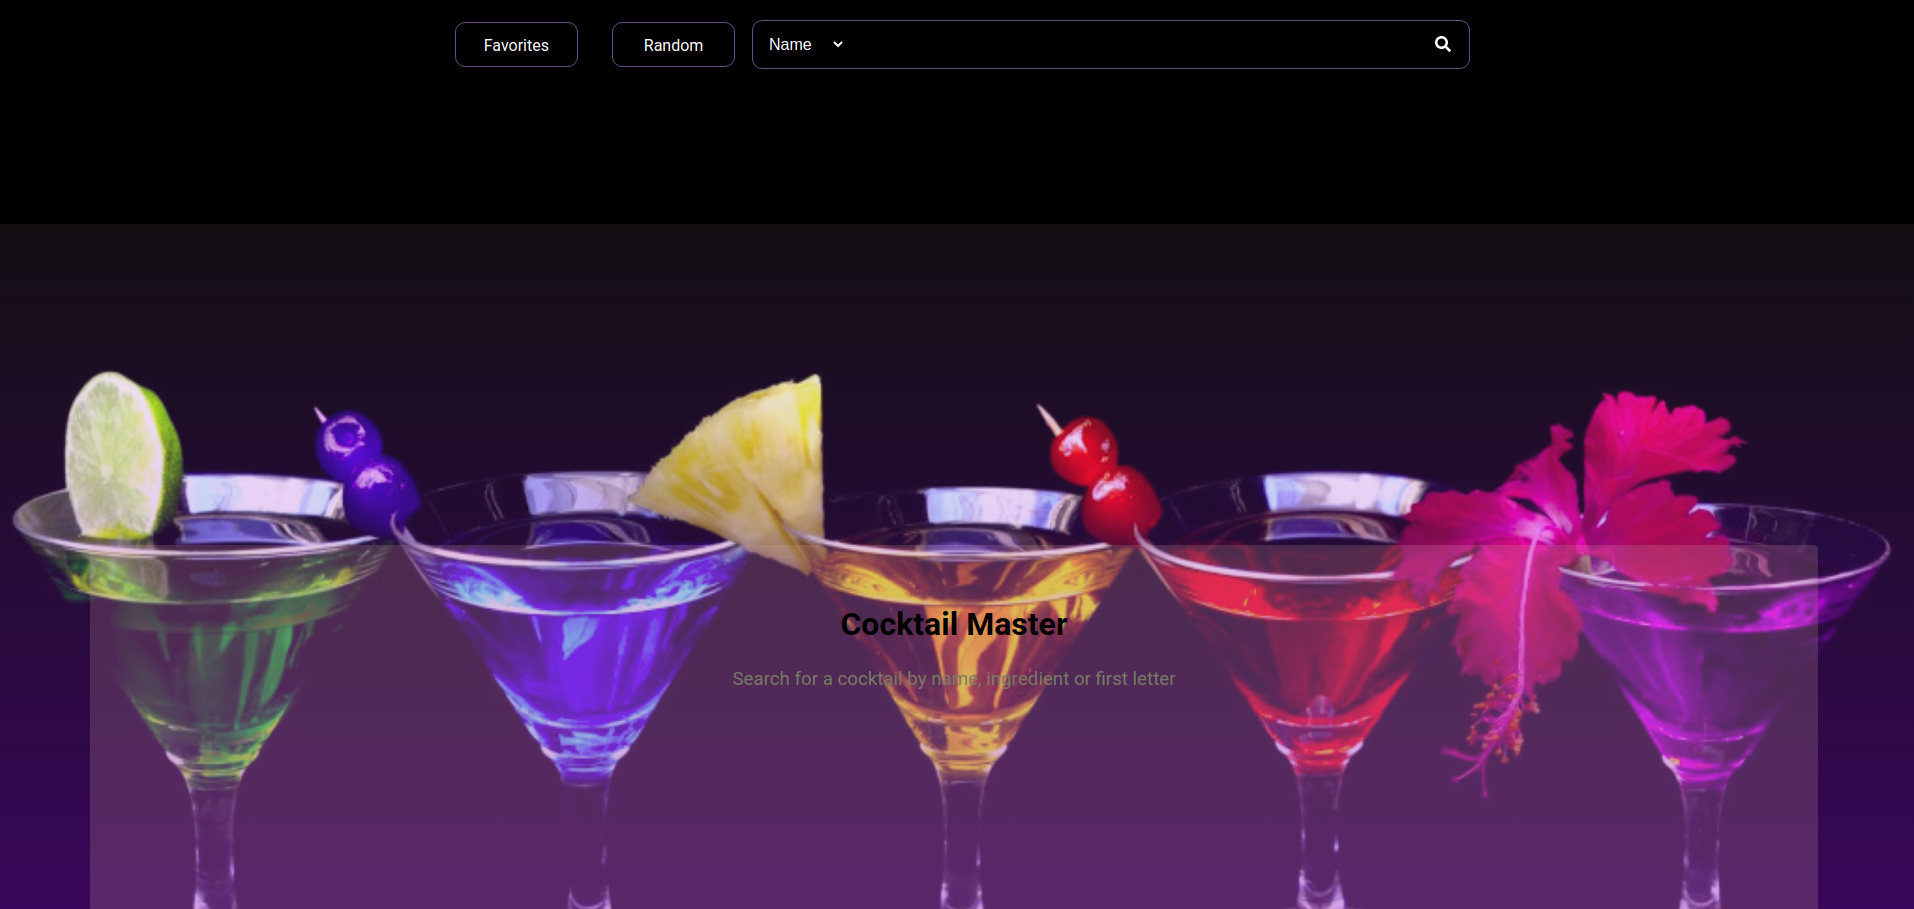 Favorites
Random
Name
Cocktail Master
Search for a cocktail by name, ingredient or first letter